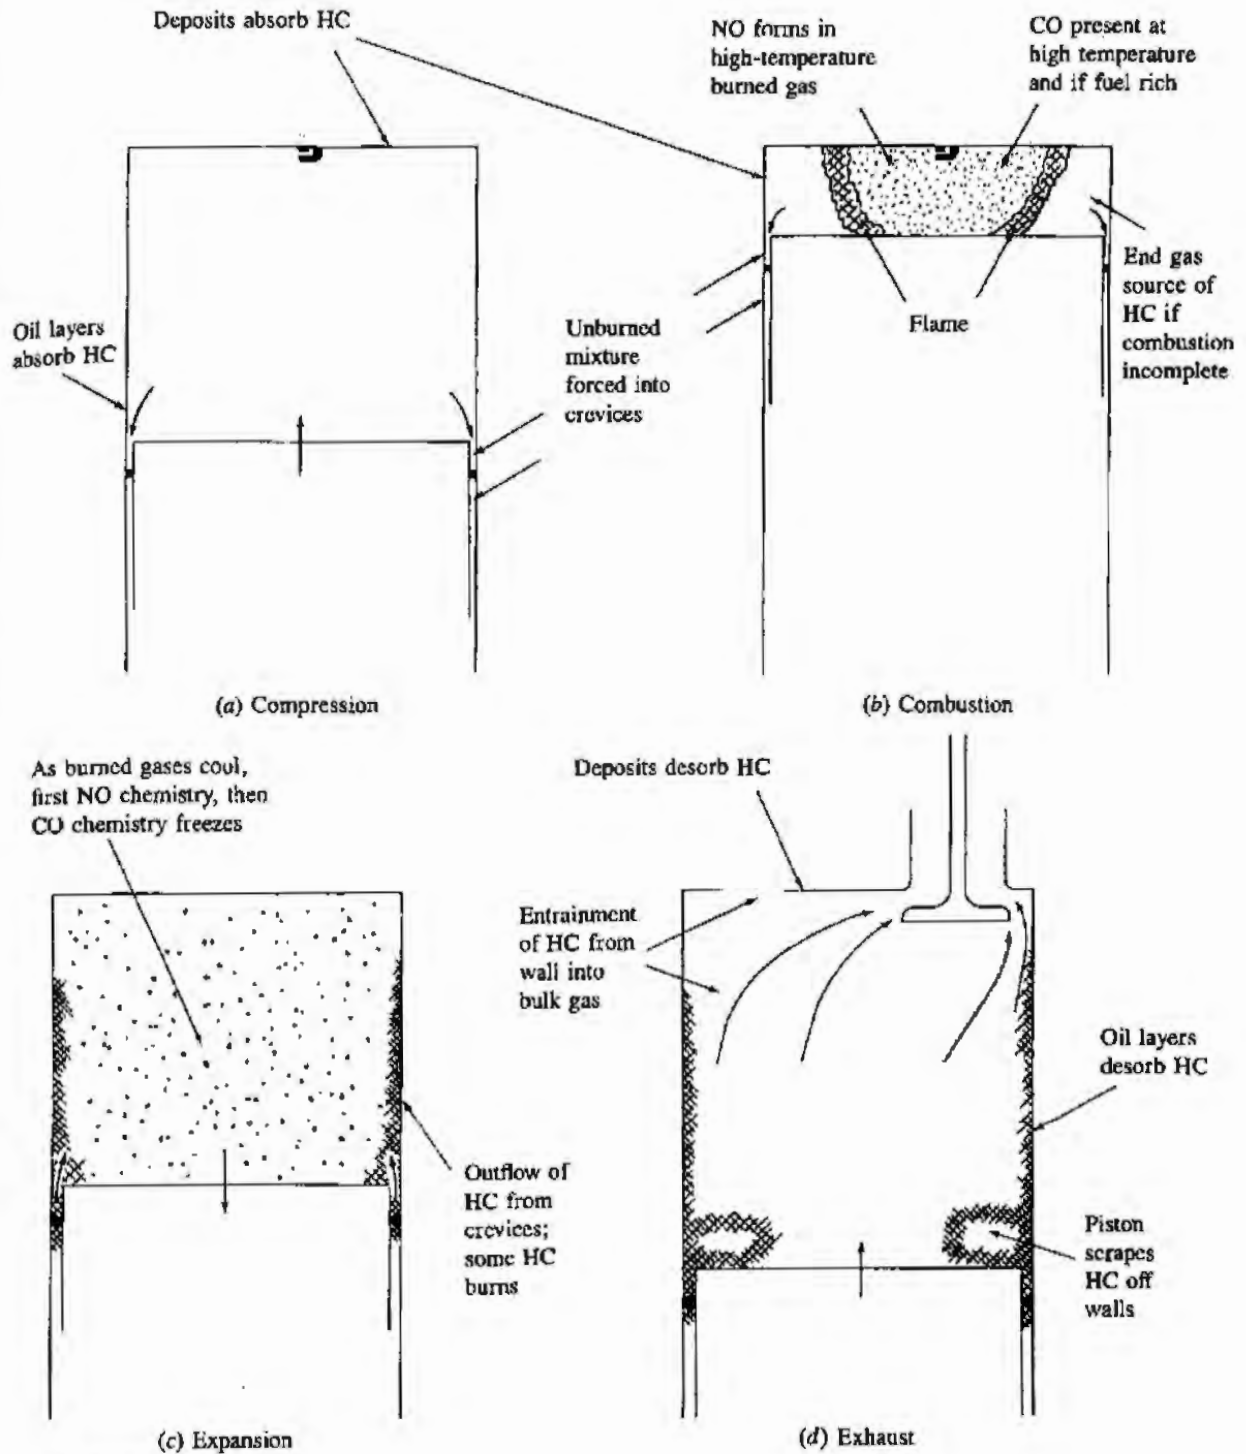 Deposits absorb HC
NO forms in
high-temperature
burned gas
CO present at
high temperature
and if fuel rich
Oil layers
absorb HC
Unburned
mixture
forced into
crevices
Flame
End gas
source of
HC if
combustion
incomplete
(a) Compression
(b) Combustion
As burned gases cool,
first NO chemistry, then
CO chemistry freezes
Outflow of
HC from
crevices;
some HC
burns
Deposits desorb HC
Entrainment
of HC from
wall into
bulk gas
Oil layers
desorb HC
Piston
scrapes
HC off
walls
(c) Expansion
(d) Exhaust